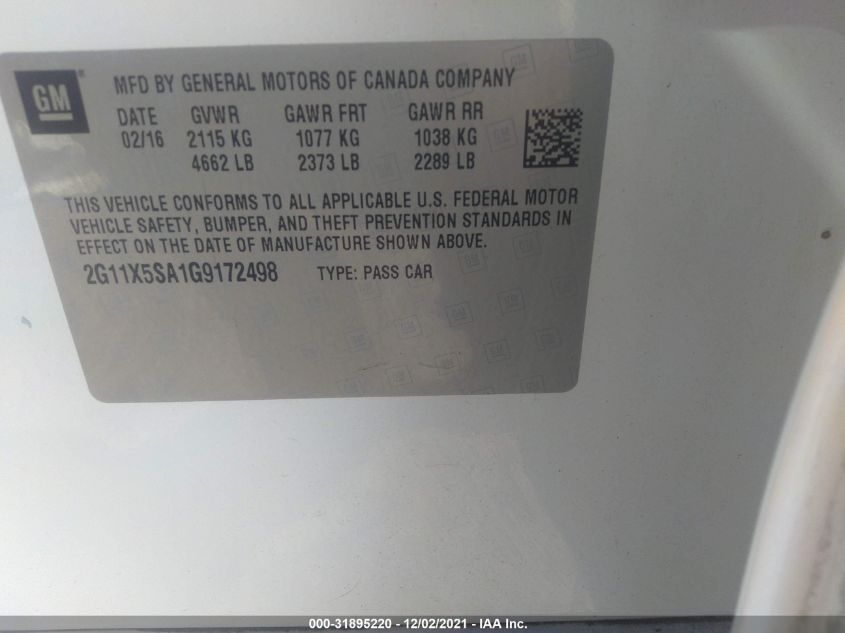 GM
MFD BY GENERAL MOTORS OF CANADA COMPANY
DATE GVWR GAWR FRT GAWR RR
02/16 2115 KG 1077 KG 1038 KG
4662 LB 2373 LB 2289 LB
THIS VEHICLE CONFORMS TO ALL APPLICABLE U.S. FEDERAL MOTOR
VEHICLE SAFETY, BUMPER, AND THEFT PREVENTION STANDARDS IN
EFFECT ON THE DATE OF MANUFACTURE SHOWN ABOVE.
2G11X5SA1G9172498 TYPE: PASS CAR
000-31895220 - 12/02/2021 - IAA Inc.